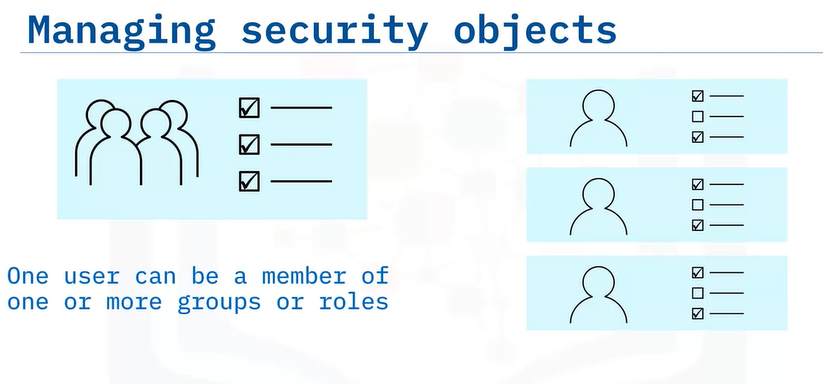 Managing security objects
One user can be a member of
one or more groups or roles